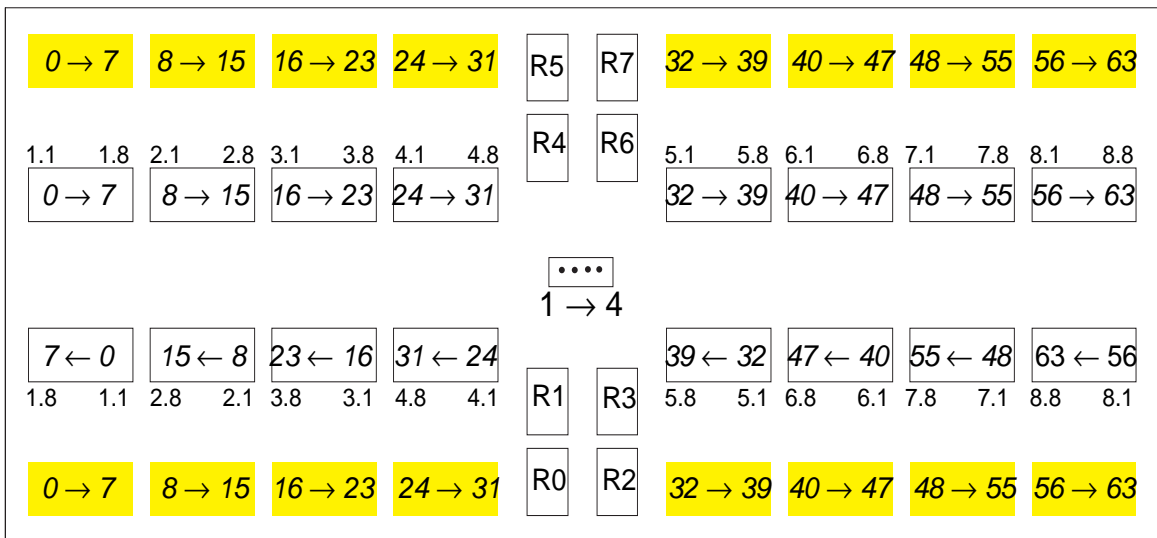 0 → 7 8 → 15 16 → 23 24 → 31 R5 R7 32 → 39 40 → 47 48 → 55 56 → 63
1.1 1.8 2.1 2.8 3.1 3.8 4.1 4.8 R4 R6 5.1 5.8 6.1 6.8 7.1 7.8 8.1 8.8
0 → 7 8 → 15 16 → 23 24 → 31 32 → 39 40 → 47 48 → 55 56 → 63
1 → 4
7 ← 0 15 ← 8 23 ← 16 31 ← 24 39 ← 32 47 ← 40 55 ← 48 63 ← 56
1.8 1.1 2.8 2.1 3.8 3.1 4.8 4.1 R1 R3 5.8 5.1 6.8 6.1 7.8 7.1 8.8 8.1
0 → 7 8 → 15 16 → 23 24 → 31 R0 R2 32 → 39 40 → 47 48 → 55 56 → 63